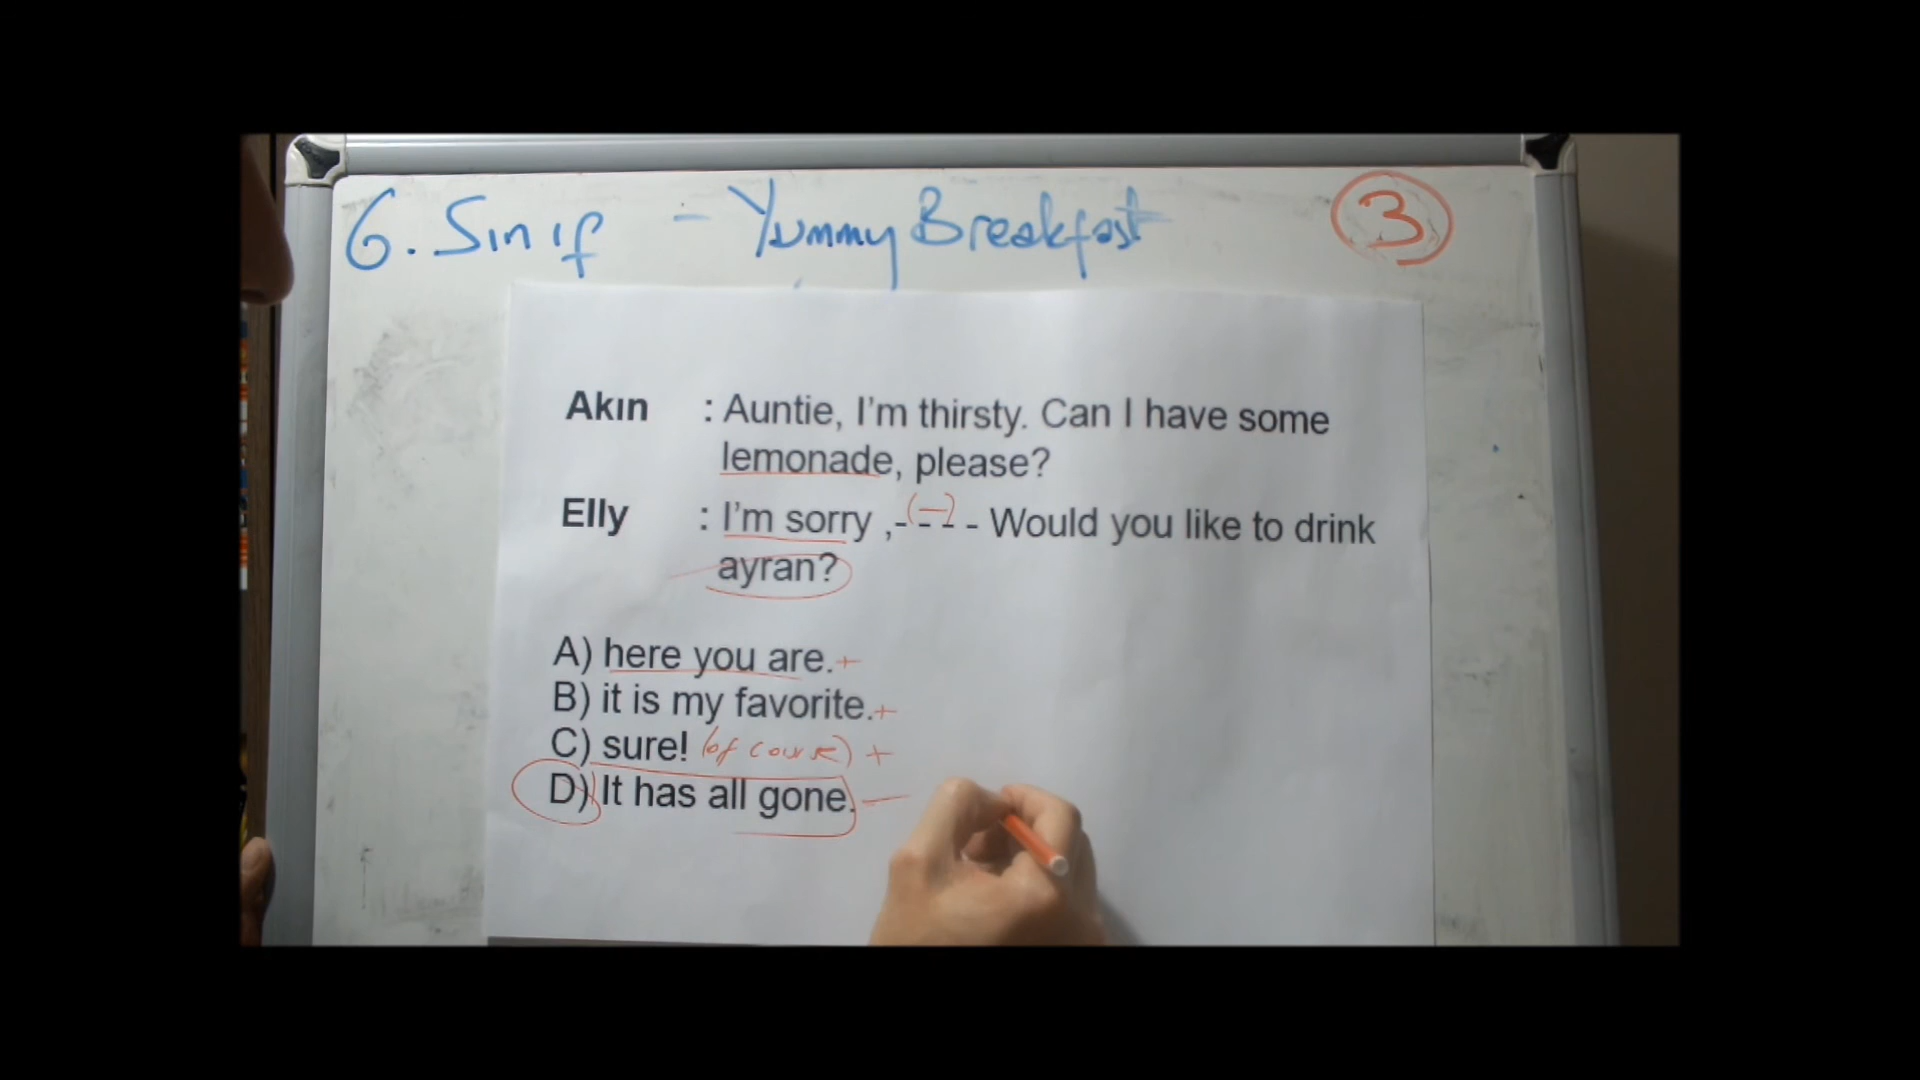 6. Sınıf - Yummy Breakfast 3
Akın : Auntie, I'm thirsty. Can I have some
lemonade, please?
(-)
Elly : I'm sorry ,- - - - Would you like to drink
ayran?
A) here you are. +
B) it is my favorite. +
C) sure! (of course) +
D) It has all gone. -